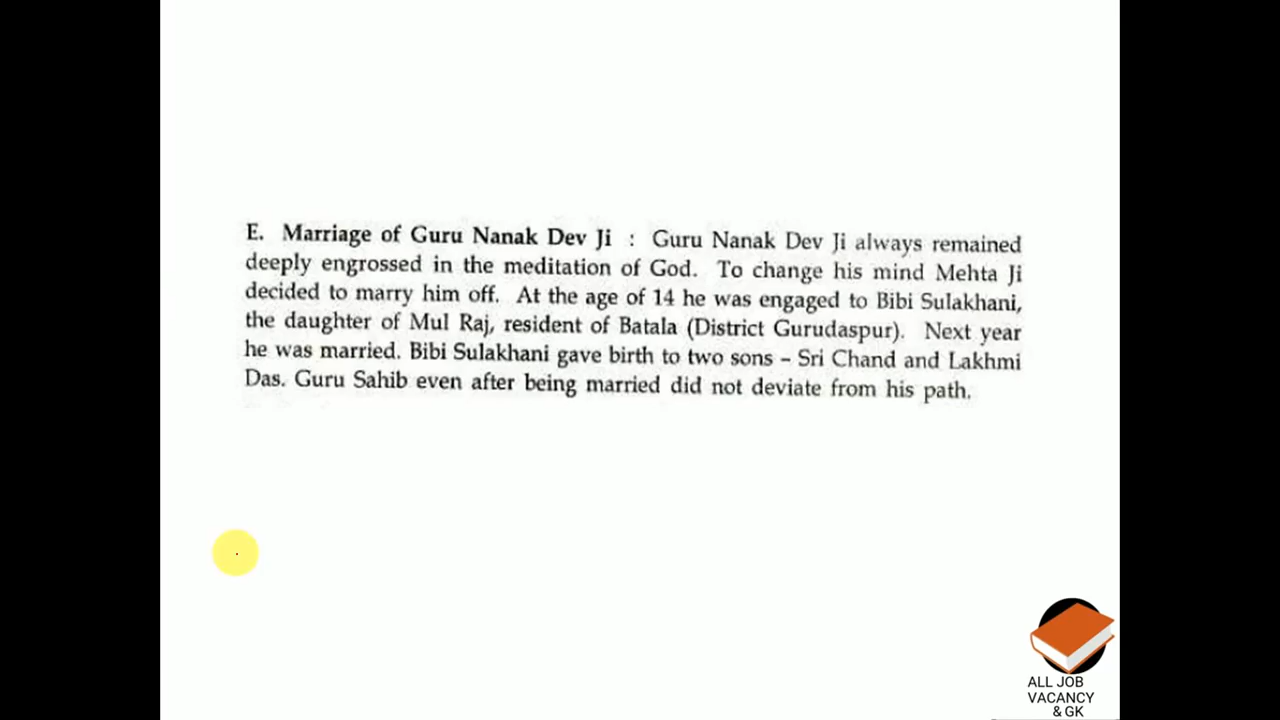 E. Marriage of Guru Nanak Dev Ji : Guru Nanak Dev Ji always remained
deeply engrossed in the meditation of God. To change his mind Mehta Ji
decided to marry him off. At the age of 14 he was engaged to Bibi Sulakhani,
the daughter of Mul Raj, resident of Batala (District Gurudaspur). Next year
he was married. Bibi Sulakhani gave birth to two sons – Sri Chand and Lakhmi
Das. Guru Sahib even after being married did not deviate from his path.
ALL JOB
VACANCY
& GK